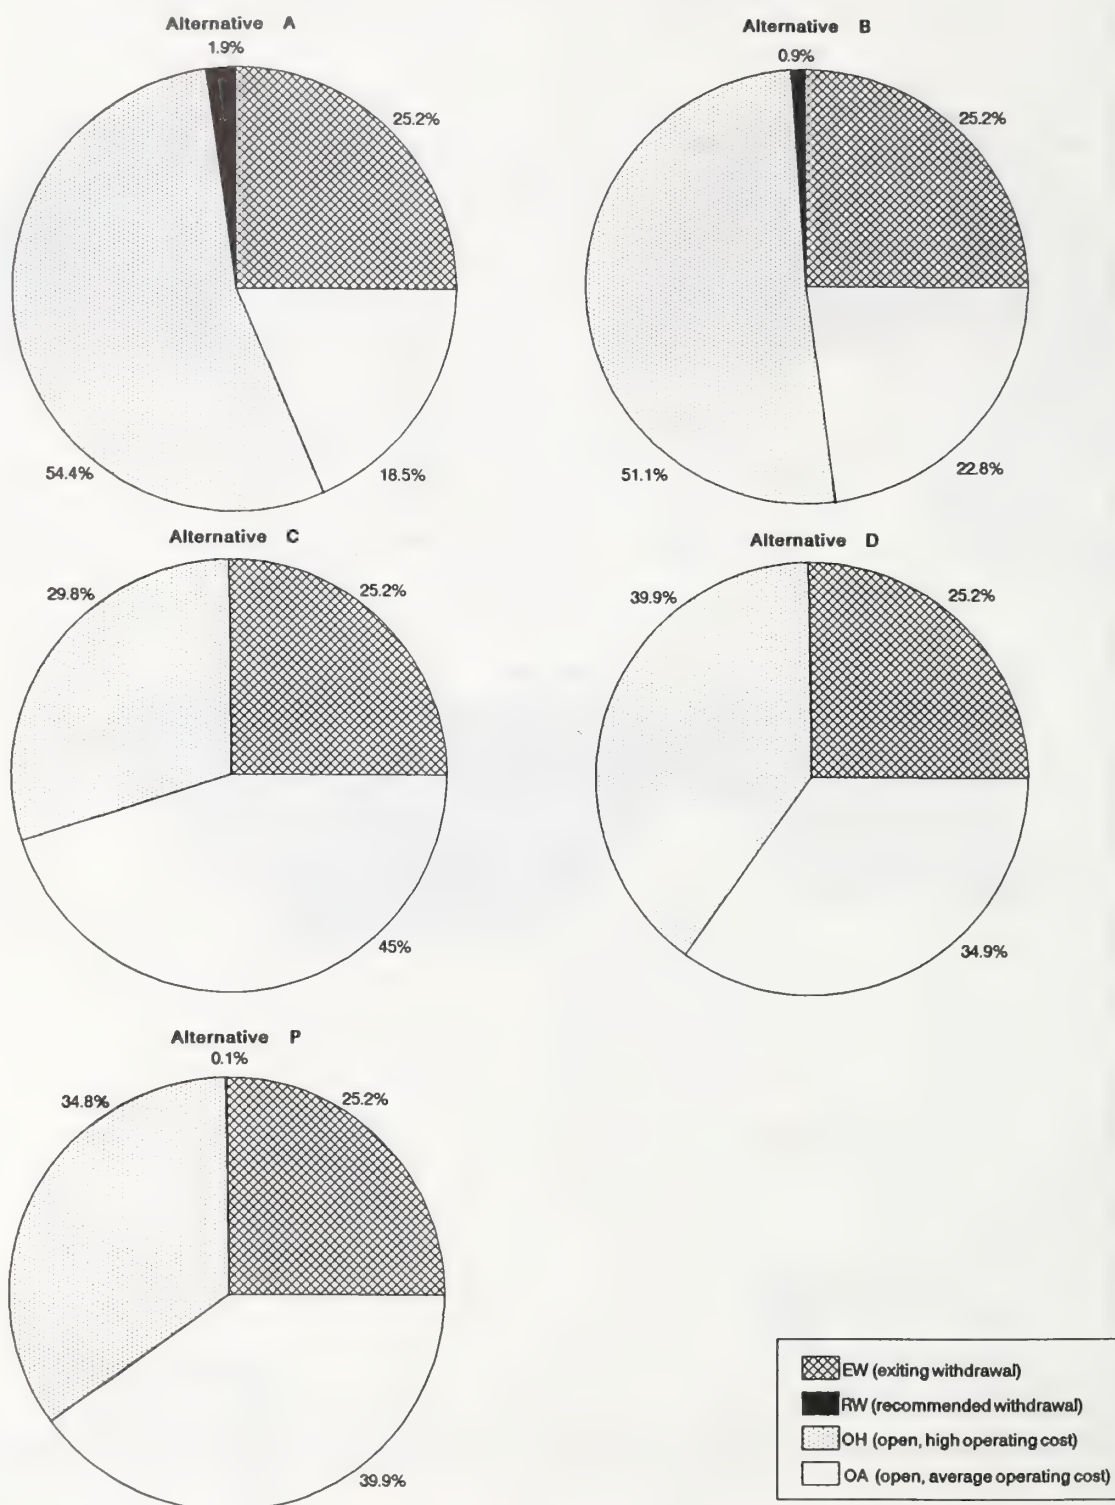 Alternative A
1.9%
25.2%
54.4%
18.5%
Alternative B
0.9%
25.2%
51.1%
22.8%
Alternative C
29.8%
25.2%
45%
Alternative D
39.9%
25.2%
34.9%
Alternative P
0.1%
34.8%
25.2%
39.9%
EW (exiting withdrawal)
RW (recommended withdrawal)
OH (open, high operating cost)
OA (open, average operating cost)